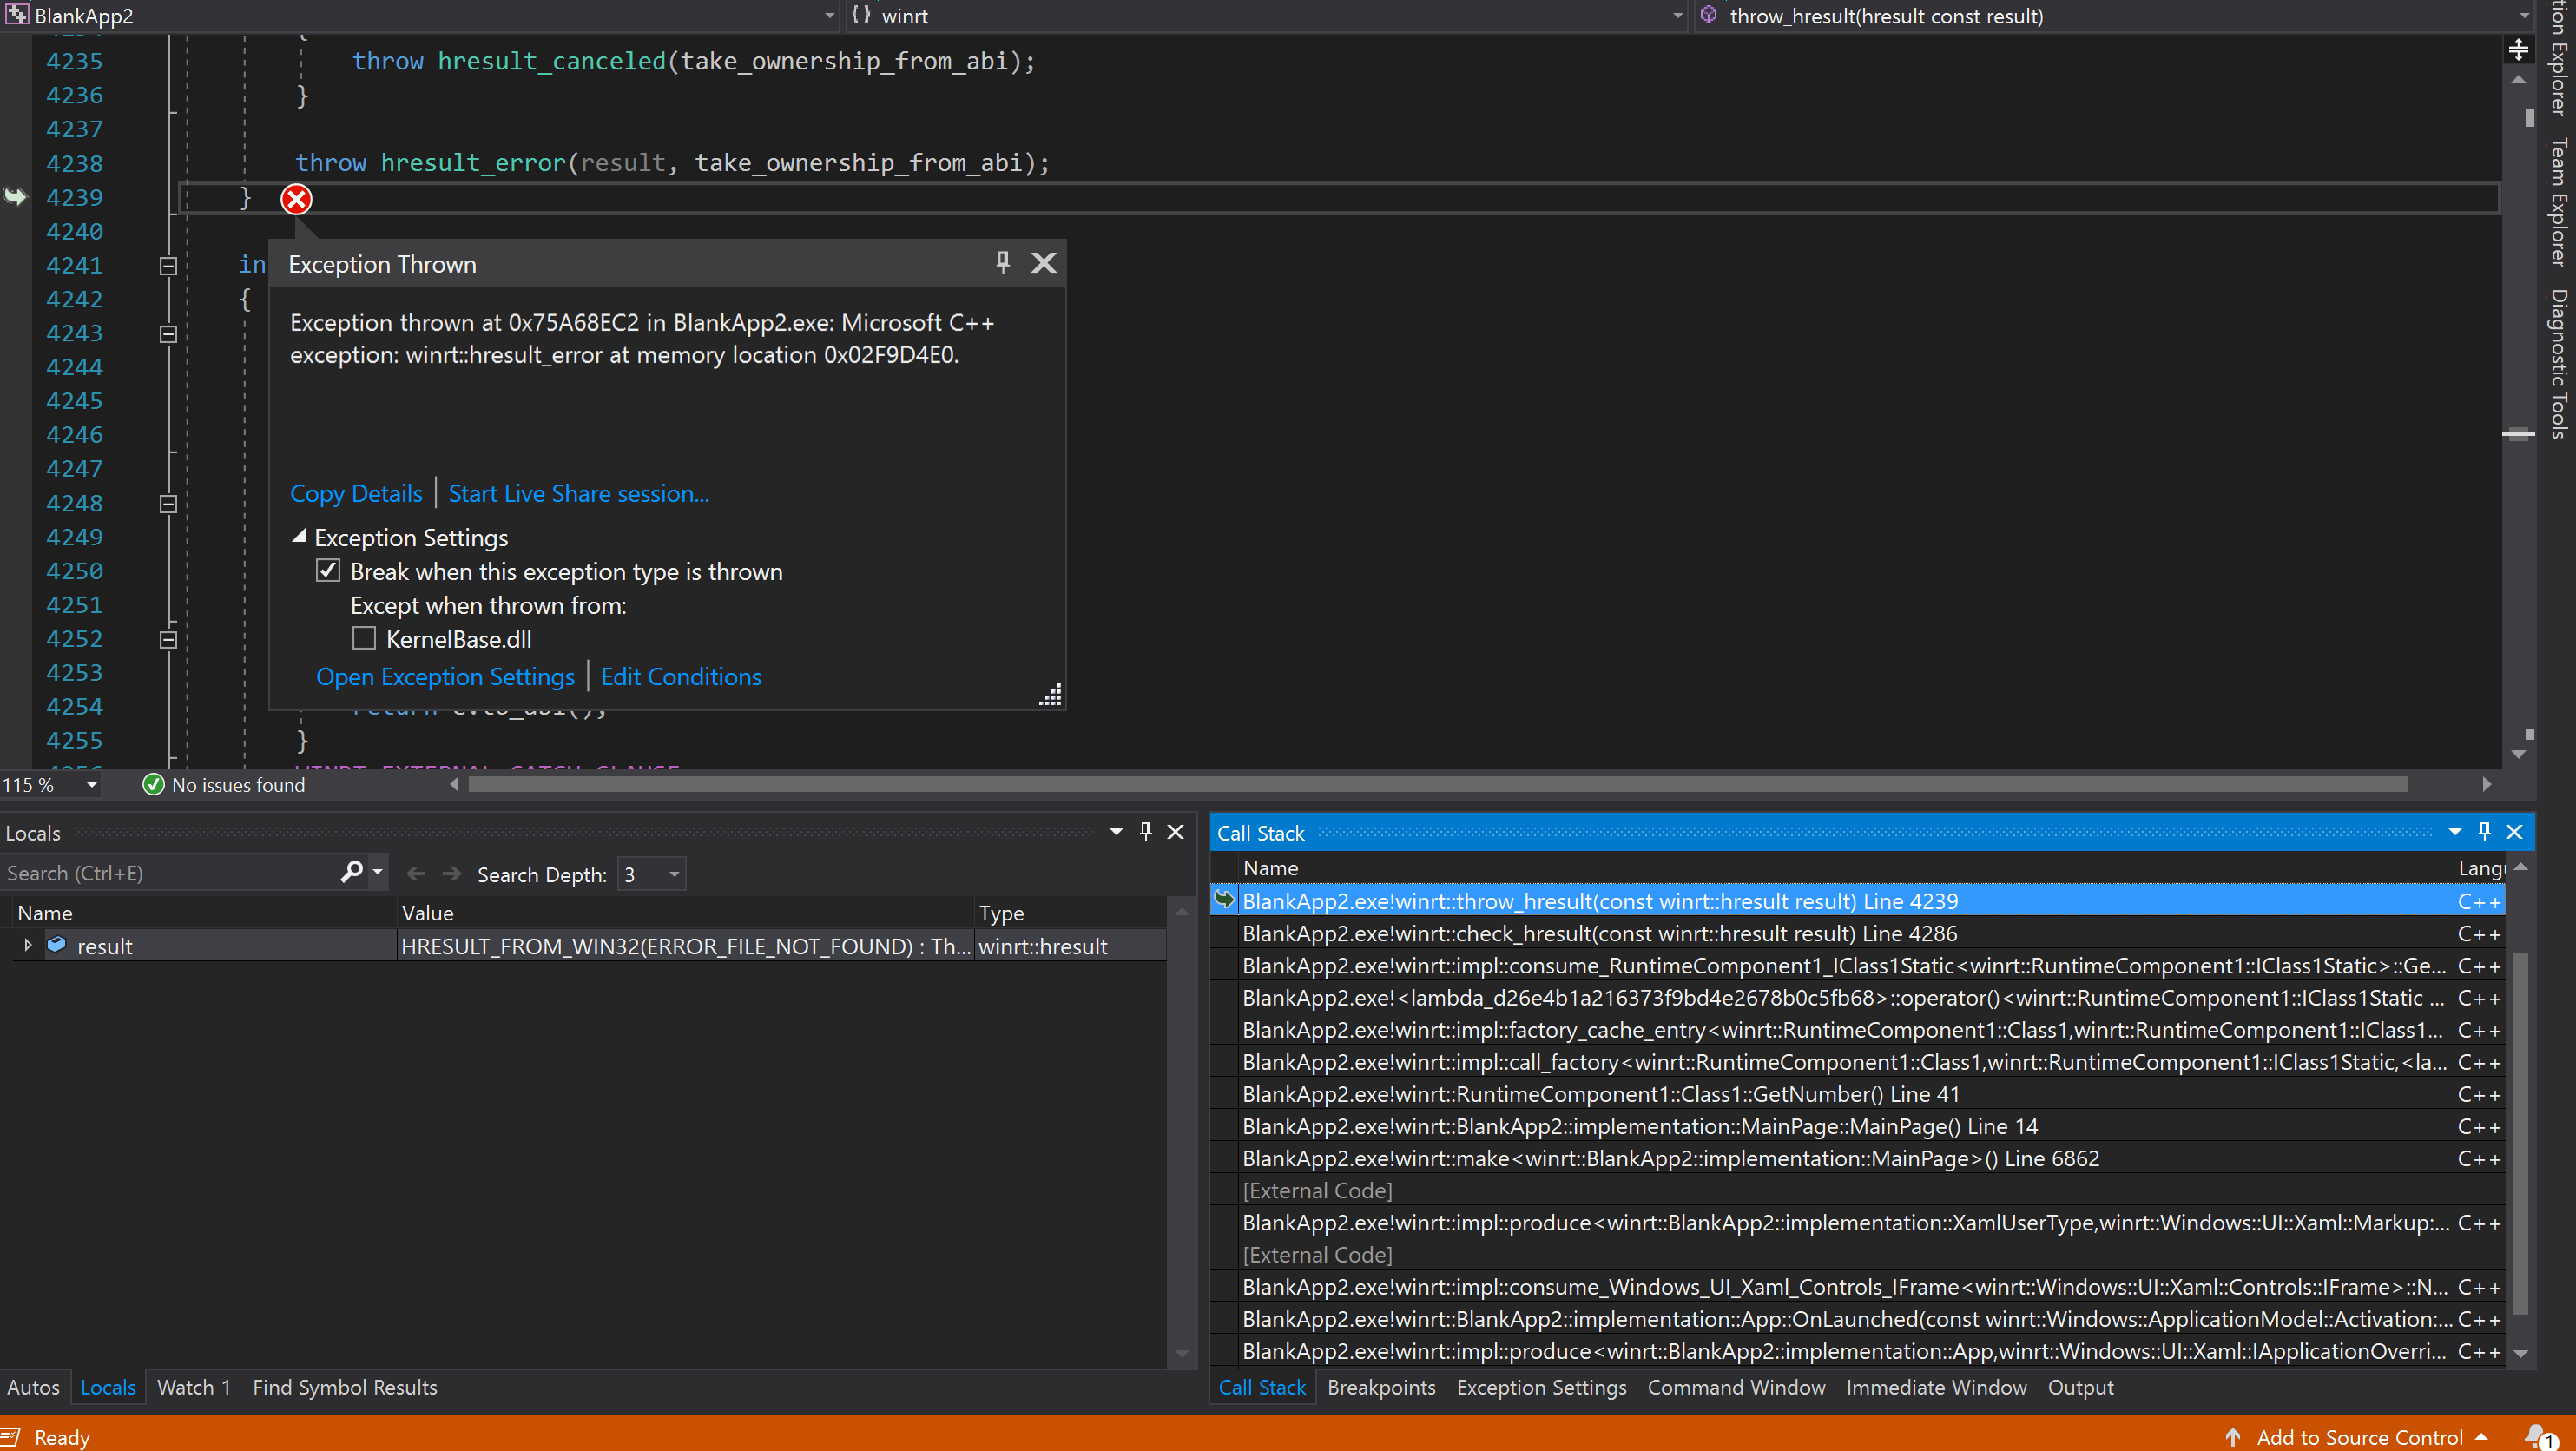 BlankApp2
winrt
throw_hresult(hresult const result)
4235 throw hresult_canceled(take_ownership_from_abi);
4236 }
4237
4238 throw hresult_error(result, take_ownership_from_abi);
4239 }
4240
4241 in
4242 {
4243
4244
4245
4246
4247
4248
4249
4250
4251
4252
4253
4254
4255 }
Exception Thrown
Exception thrown at 0x75A68EC2 in BlankApp2.exe: Microsoft C++
exception: winrt::hresult_error at memory location 0x02F9D4E0.
Copy Details | Start Live Share session...
Exception Settings
Break when this exception type is thrown
Except when thrown from:
KernelBase.dll
Open Exception Settings | Edit Conditions
tion Explorer
Team Explorer
Diagnostic Tools
115 %
No issues found
Locals
Search (Ctrl+E)
Search Depth: 3
Name Value Type
result HRESULT_FROM_WIN32(ERROR_FILE_NOT_FOUND) : Th... winrt::hresult
Autos Locals Watch 1 Find Symbol Results
Call Stack
Name Langu
BlankApp2.exe!winrt::throw_hresult(const winrt::hresult result) Line 4239 C++
BlankApp2.exe!winrt::check_hresult(const winrt::hresult result) Line 4286 C++
BlankApp2.exe!winrt::impl::consume_RuntimeComponent1_IClass1Static<winrt::RuntimeComponent1::IClass1Static>::Ge... C++
BlankApp2.exe!<lambda_d26e4b1a216373f9bd4e2678b0c5fb68>::operator()<winrt::RuntimeComponent1::IClass1Static ... C++
BlankApp2.exe!winrt::impl::factory_cache_entry<winrt::RuntimeComponent1::Class1,winrt::RuntimeComponent1::IClass1... C++
BlankApp2.exe!winrt::impl::call_factory<winrt::RuntimeComponent1::Class1,winrt::RuntimeComponent1::IClass1Static,<la... C++
BlankApp2.exe!winrt::RuntimeComponent1::Class1::GetNumber() Line 41 C++
BlankApp2.exe!winrt::BlankApp2::implementation::MainPage::MainPage() Line 14 C++
BlankApp2.exe!winrt::make<winrt::BlankApp2::implementation::MainPage>() Line 6862 C++
[External Code]
BlankApp2.exe!winrt::impl::produce<winrt::BlankApp2::implementation::XamlUserType,winrt::Windows::UI::Xaml::Markup:... C++
[External Code]
BlankApp2.exe!winrt::impl::consume_Windows_UI_Xaml_Controls_IFrame<winrt::Windows::UI::Xaml::Controls::IFrame>::N... C++
BlankApp2.exe!winrt::BlankApp2::implementation::App::OnLaunched(const winrt::Windows::ApplicationModel::Activation:... C++
BlankApp2.exe!winrt::impl::produce<winrt::BlankApp2::implementation::App,winrt::Windows::UI::Xaml::IApplicationOverri... C++
Call Stack Breakpoints Exception Settings Command Window Immediate Window Output
Ready
Add to Source Control
1